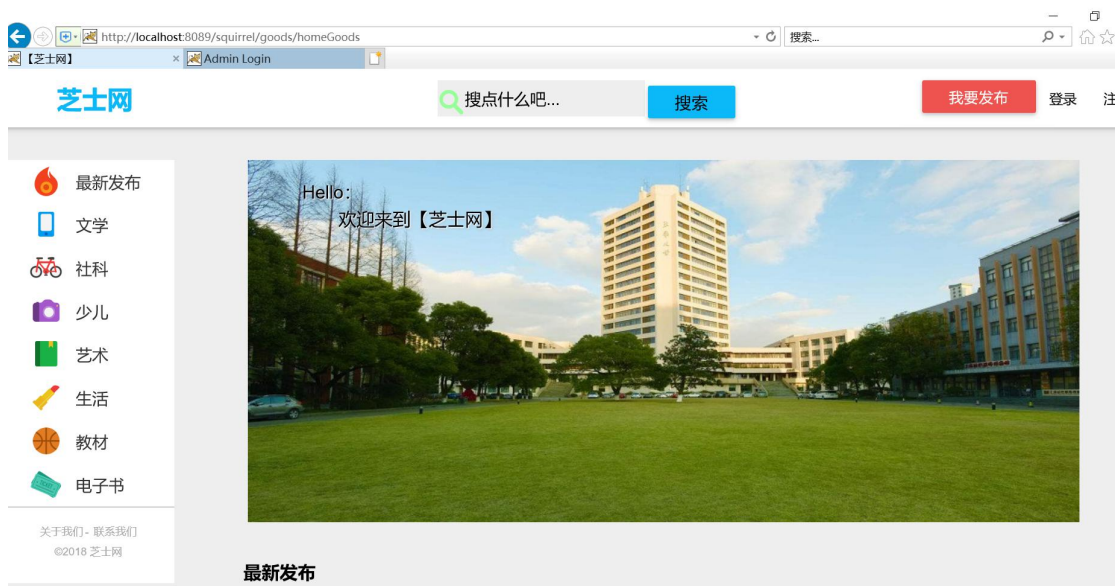 http://localhost:8089/squirrel/goods/homeGoods
搜索...
【芝士网】
Admin Login
芝士网
搜点什么吧...
搜索
我要发布
登录
注
最新发布
文学
社科
少儿
艺术
生活
教材
电子书
关于我们 - 联系我们
©2018 芝士网
Hello：
欢迎来到【芝士网】
最新发布